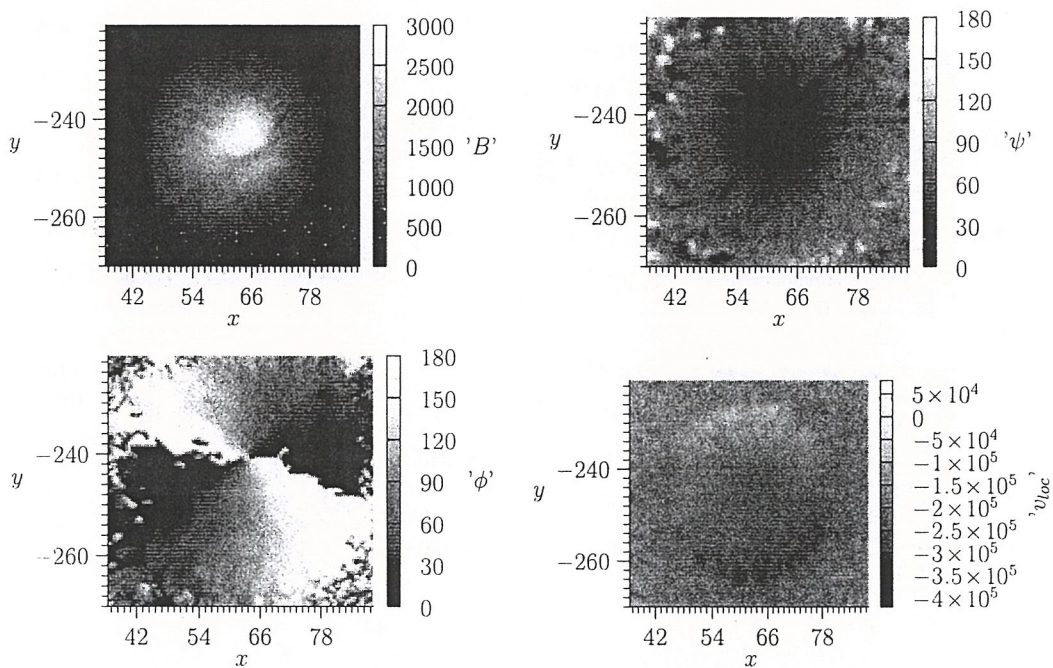 3000
2500
2000
1500
1000
500
0
'B'
−240
−260
y
42 54 66 78
x
180
150
120
90
60
30
0
'ψ'
−240
−260
y
42 54 66 78
x
180
150
120
90
60
30
0
'ϕ'
−240
−260
y
42 54 66 78
x
5×10⁴
0
−5×10⁴
−1×10⁵
−1.5×10⁵
−2×10⁵
−2.5×10⁵
−3×10⁵
−3.5×10⁵
−4×10⁵
'v_{loc}'
−240
−260
y
42 54 66 78
x